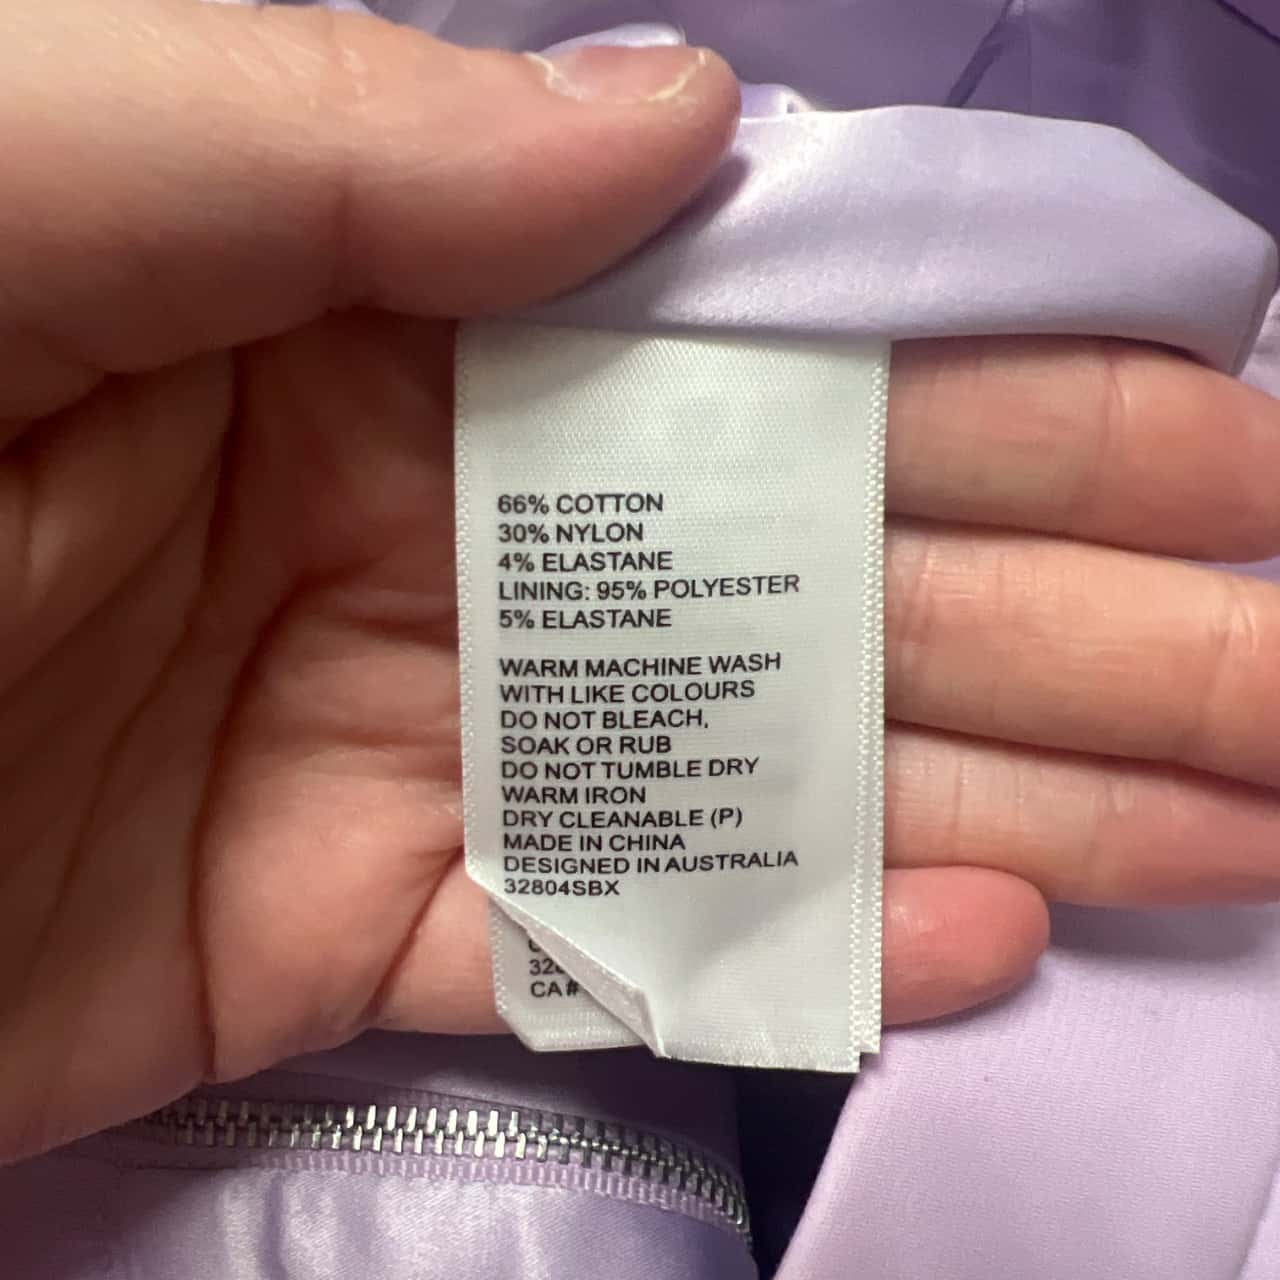 66% COTTON
30% NYLON
4% ELASTANE
LINING: 95% POLYESTER
5% ELASTANE
WARM MACHINE WASH
WITH LIKE COLOURS
DO NOT BLEACH,
SOAK OR RUB
DO NOT TUMBLE DRY
WARM IRON
DRY CLEANABLE (P)
MADE IN CHINA
DESIGNED IN AUSTRALIA
32804SBX
CA#